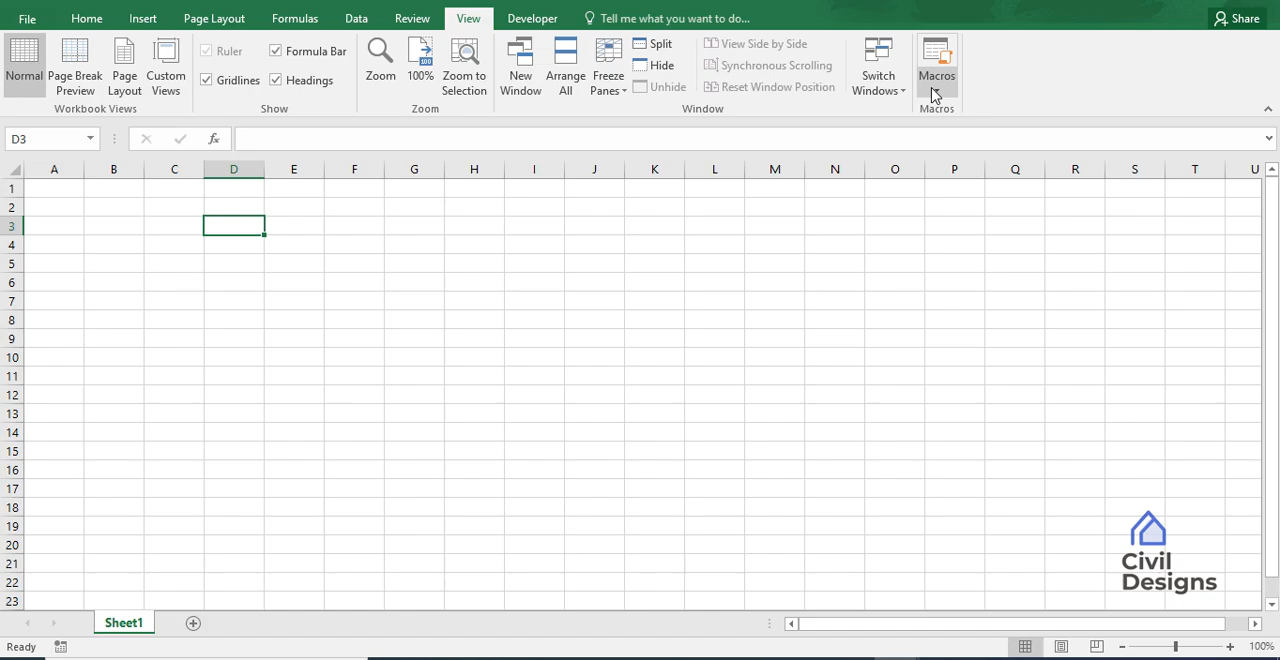 File Home Insert Page Layout Formulas Data Review View Developer Tell me what you want to do... Share
Normal Page Break Preview Page Layout Custom Views
Ruler Formula Bar
Gridlines Headings
Zoom 100% Zoom to Selection
New Window Arrange All Freeze Panes
Split
Hide
Unhide
View Side by Side
Synchronous Scrolling
Reset Window Position
Switch Windows
Macros
Workbook Views Show Zoom Window Macros
D3 fx
A B C D E F G H I J K L M N O P Q R S T U
1
2
3
4
5
6
7
8
9
10
11
12
13
14
15
16
17
18
19
20
21
22
23
Civil
Designs
Sheet1
Ready 100%